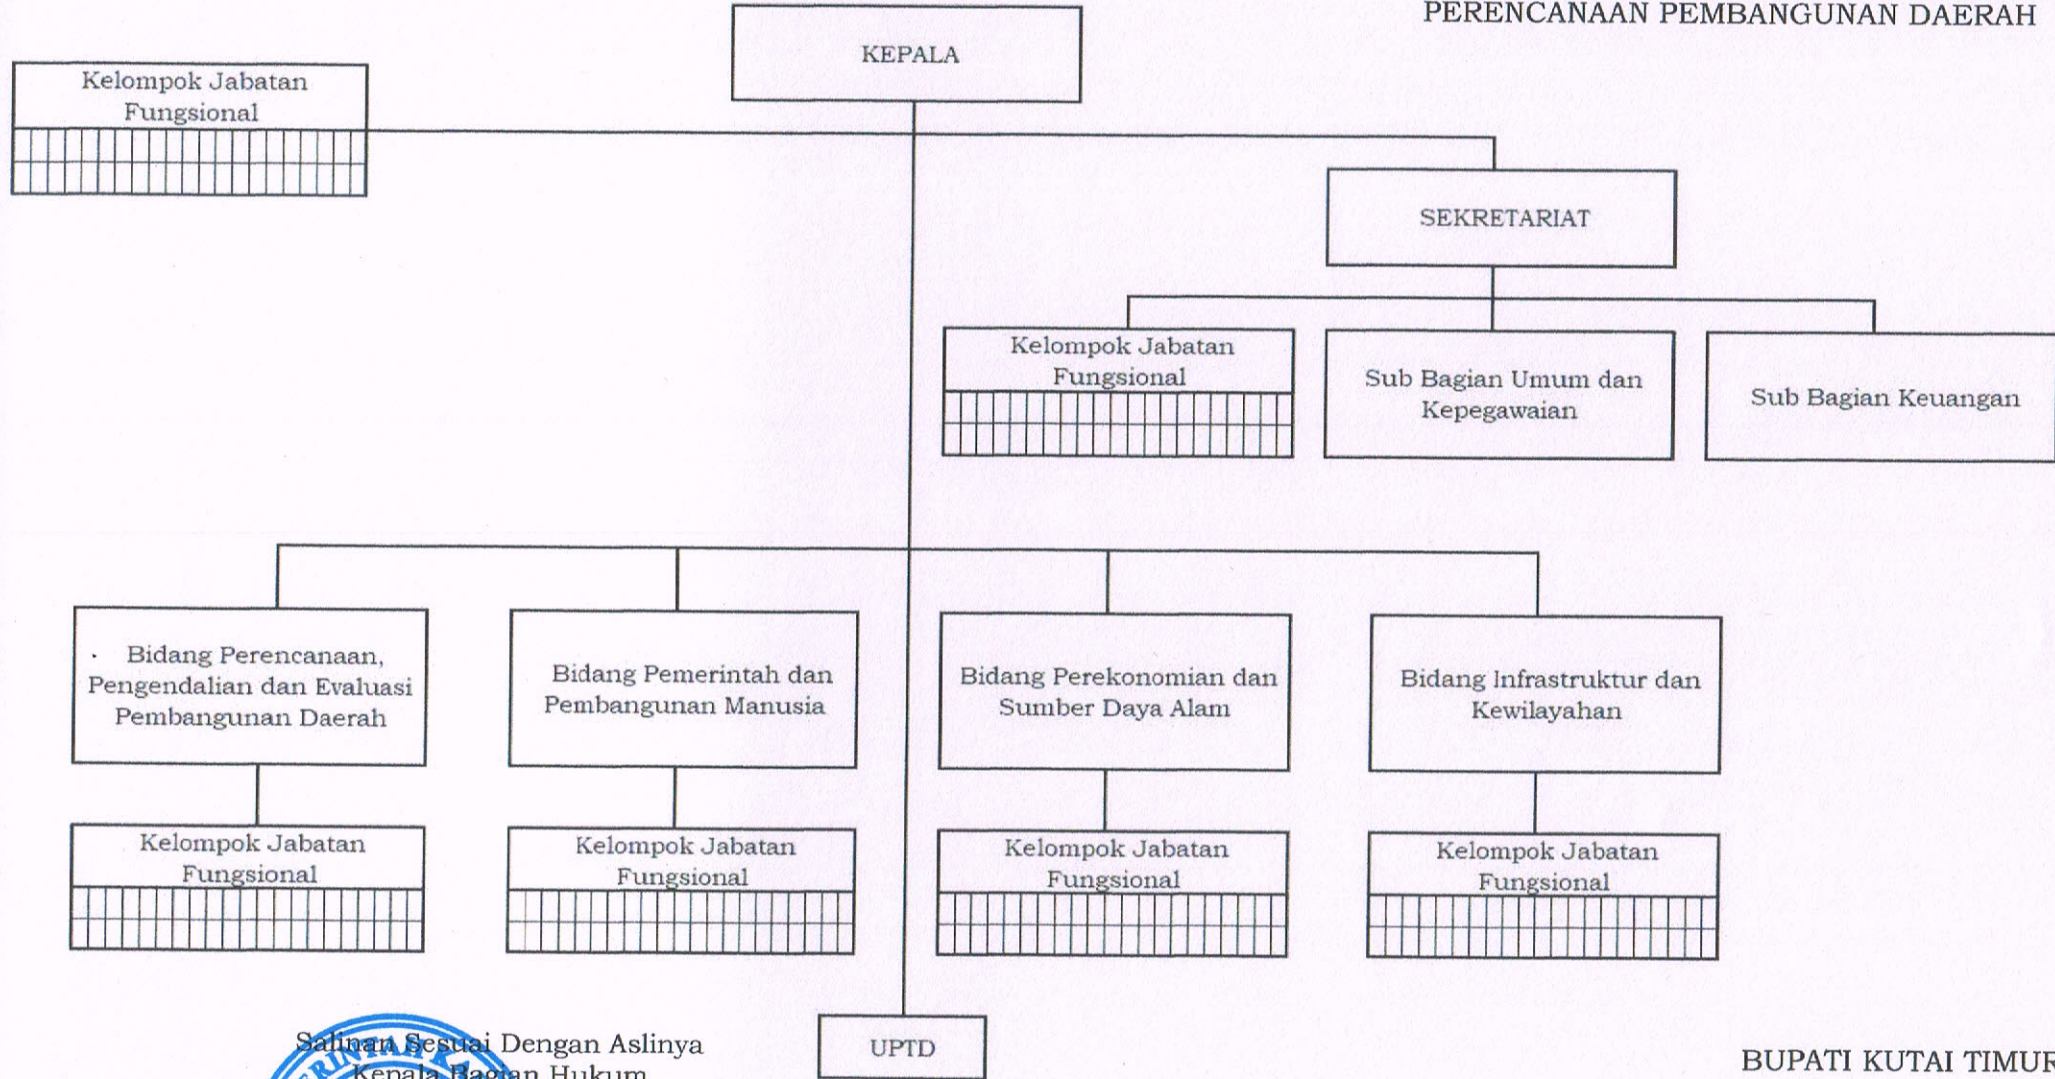 PERENCANAAN PEMBANGUNAN DAERAH
KEPALA
Kelompok Jabatan
Fungsional
SEKRETARIAT
Kelompok Jabatan
Fungsional
Sub Bagian Umum dan
Kepegawaian
Sub Bagian Keuangan
Bidang Perencanaan,
Pengendalian dan Evaluasi
Pembangunan Daerah
Bidang Pemerintah dan
Pembangunan Manusia
Bidang Perekonomian dan
Sumber Daya Alam
Bidang Infrastruktur dan
Kewilayahan
Kelompok Jabatan
Fungsional
Kelompok Jabatan
Fungsional
Kelompok Jabatan
Fungsional
Kelompok Jabatan
Fungsional
UPTD
Salinan Sesuai Dengan Aslinya
Kepala Bagian Hukum
BUPATI KUTAI TIMUR